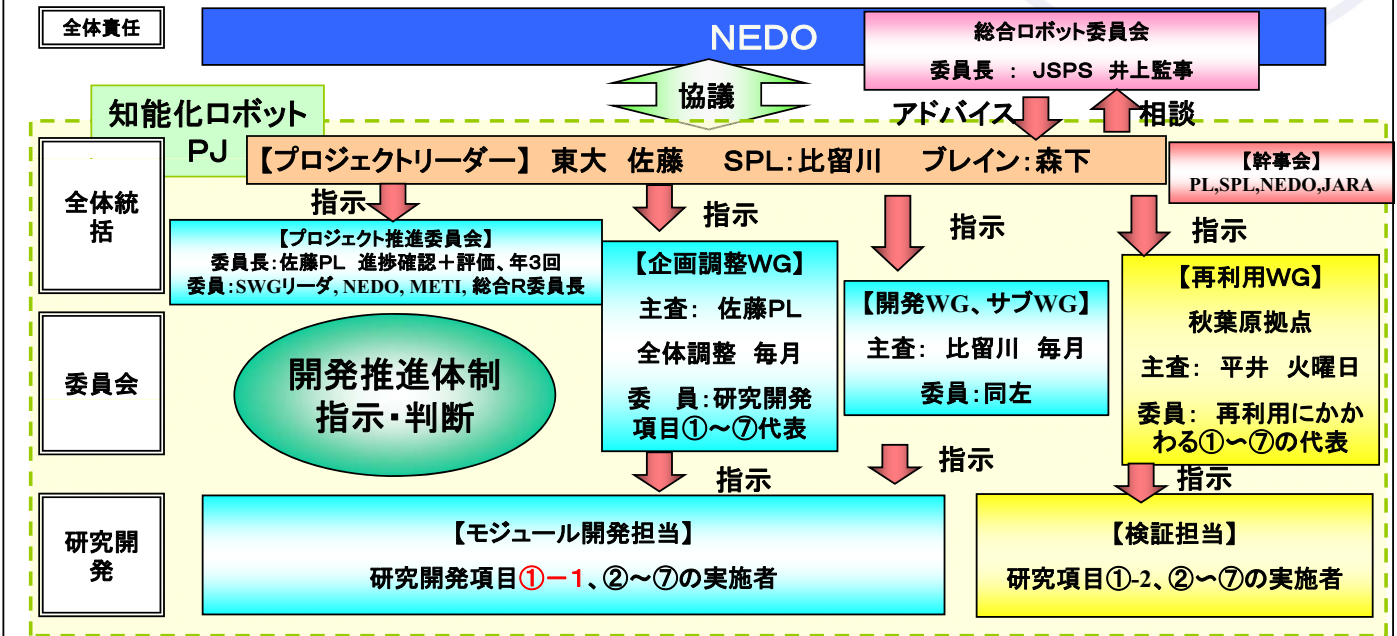 全体責任
NEDO
総合ロボット委員会
委員長 ： JSPS 井上監事
協議
アドバイス
相談
知能化ロボット
PJ
【プロジェクトリーダー】 東大 佐藤 SPL：比留川 ブレイン：森下
【幹事会】
PL,SPL,NEDO,JARA
全体統
括
指示
指示
指示
指示
【プロジェクト推進委員会】
委員長：佐藤PL 進捗確認＋評価、年3回
委員：SWGリーダ, NEDO, METI, 総合R委員長
【企画調整WG】
主査： 佐藤PL
全体調整 毎月
委 員：研究開発
項目①～⑦代表
【開発WG、サブWG】
主査： 比留川 毎月
委員：同左
【再利用WG】
秋葉原拠点
主査： 平井 火曜日
委員： 再利用にかか
わる①～⑦の代表
委員会
開発推進体制
指示・判断
指示
指示
指示
研究開
発
【モジュール開発担当】
研究開発項目①－１、②～⑦の実施者
【検証担当】
研究項目①-2、②～⑦の実施者